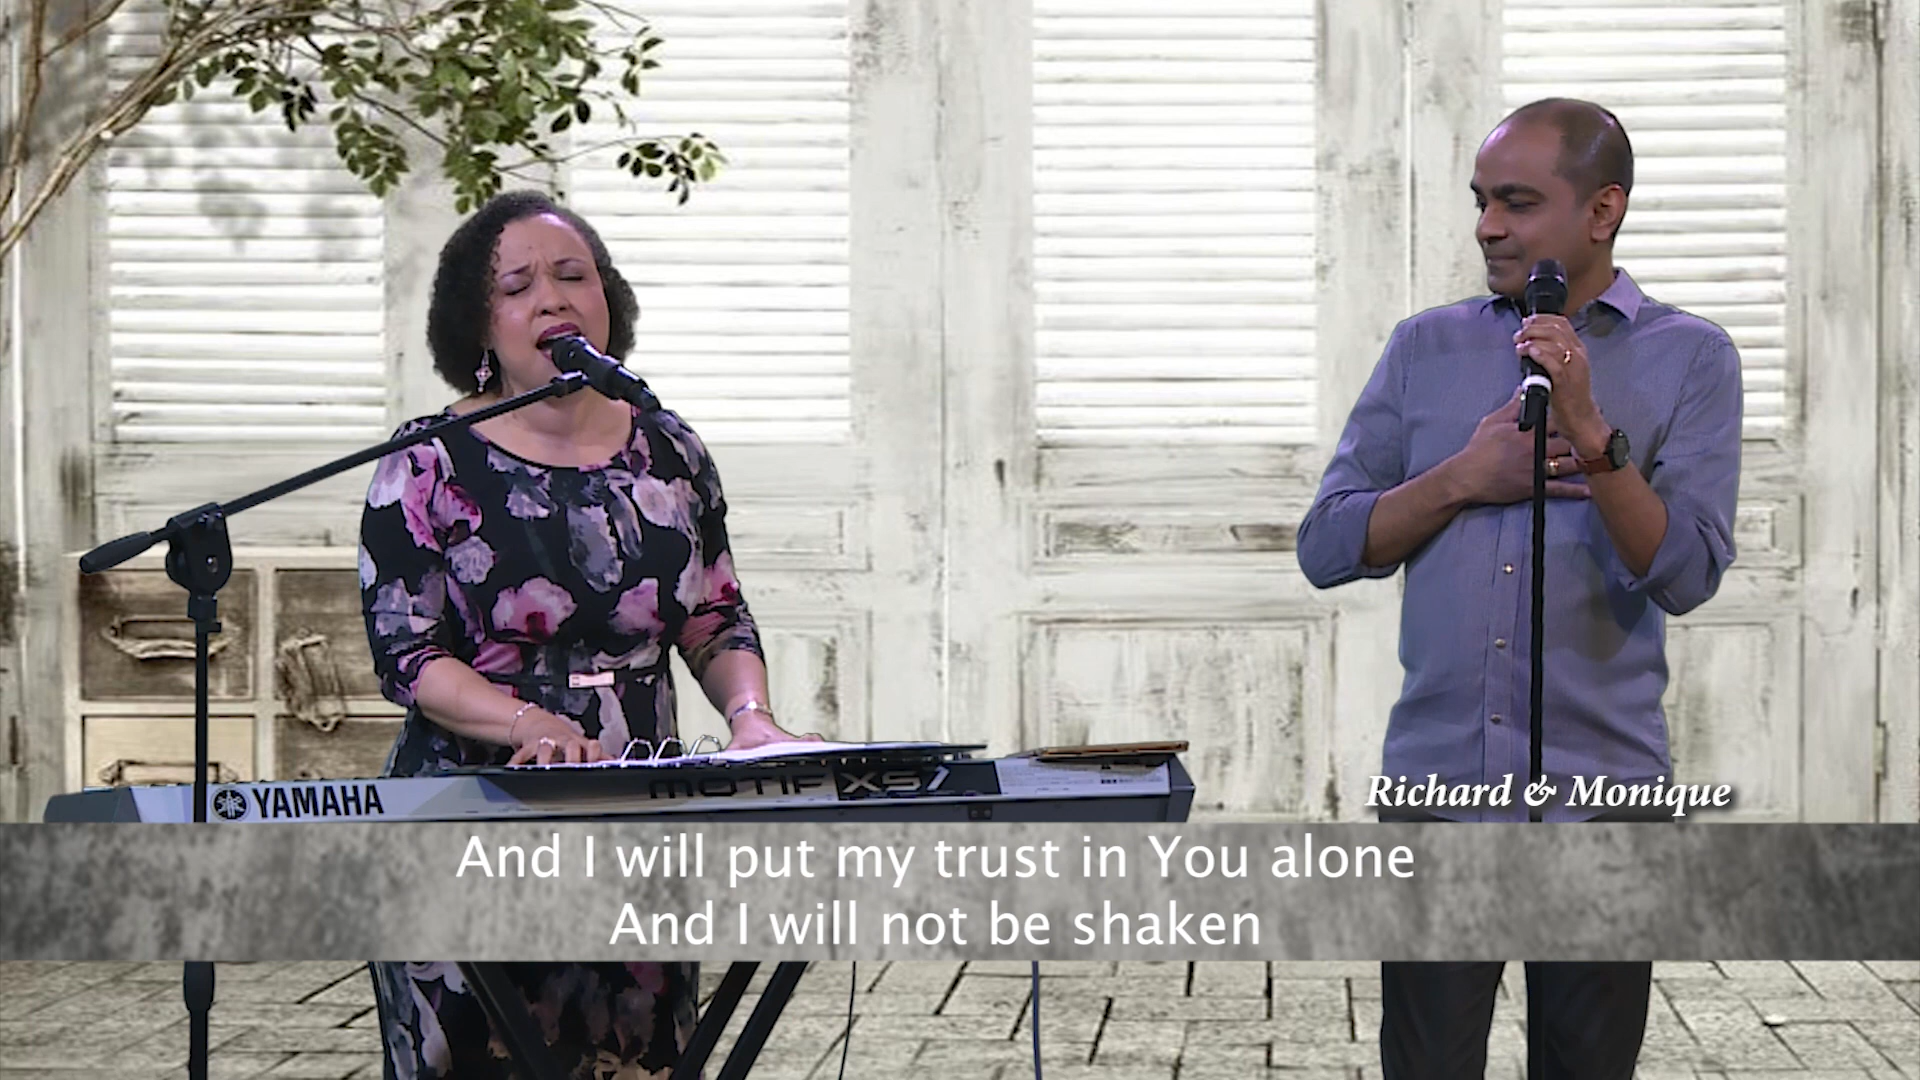 YAMAHA
MOTIF XS7
Richard & Monique
And I will put my trust in You alone
And I will not be shaken